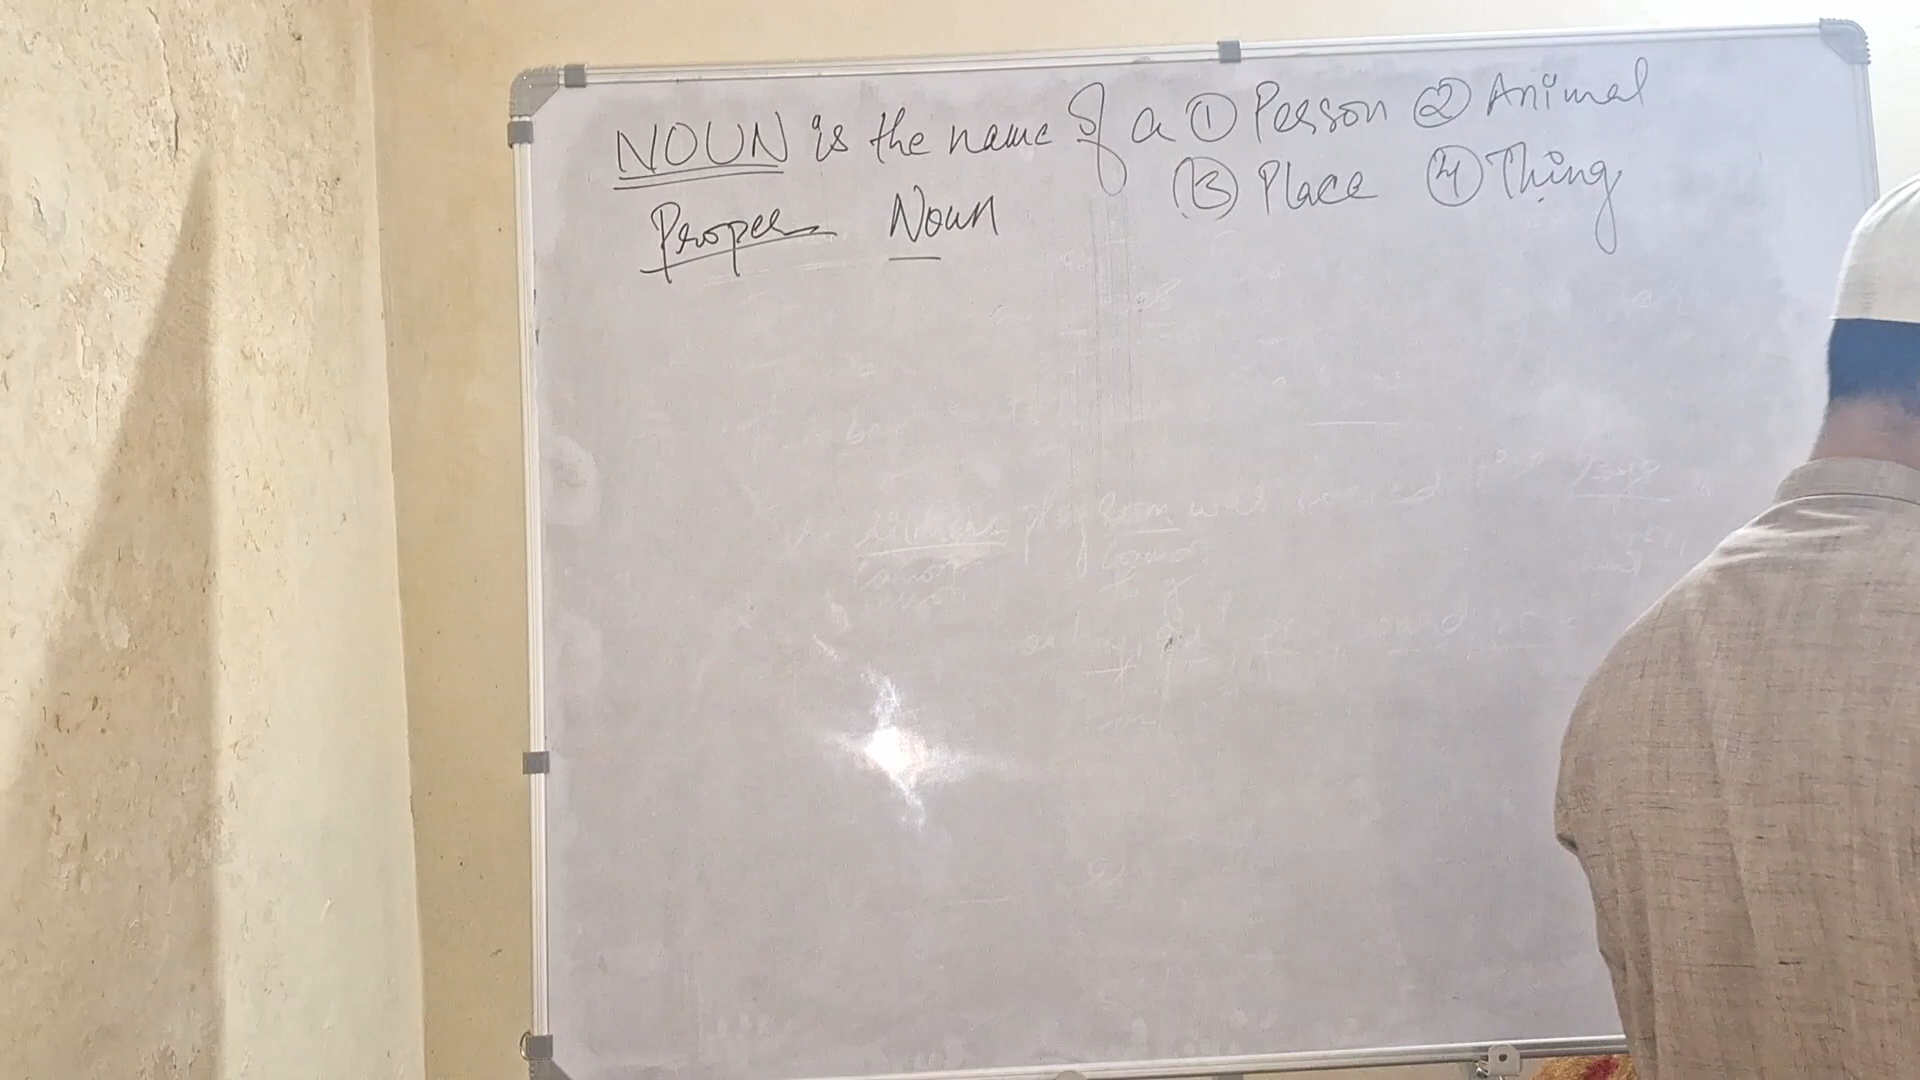 NOUN is the name of a ① Person ② Animal
③ Place ④ Thing
Proper Noun